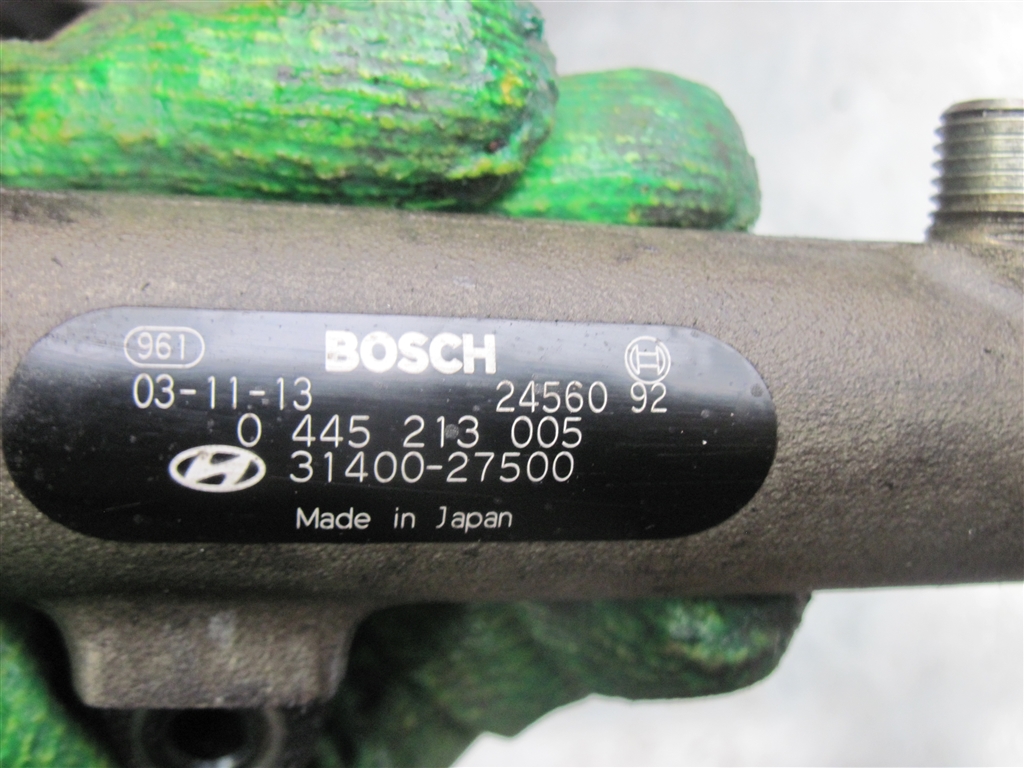 961 BOSCH
03-11-13 24560 92
0 445 213 005
31400-27500
Made in Japan